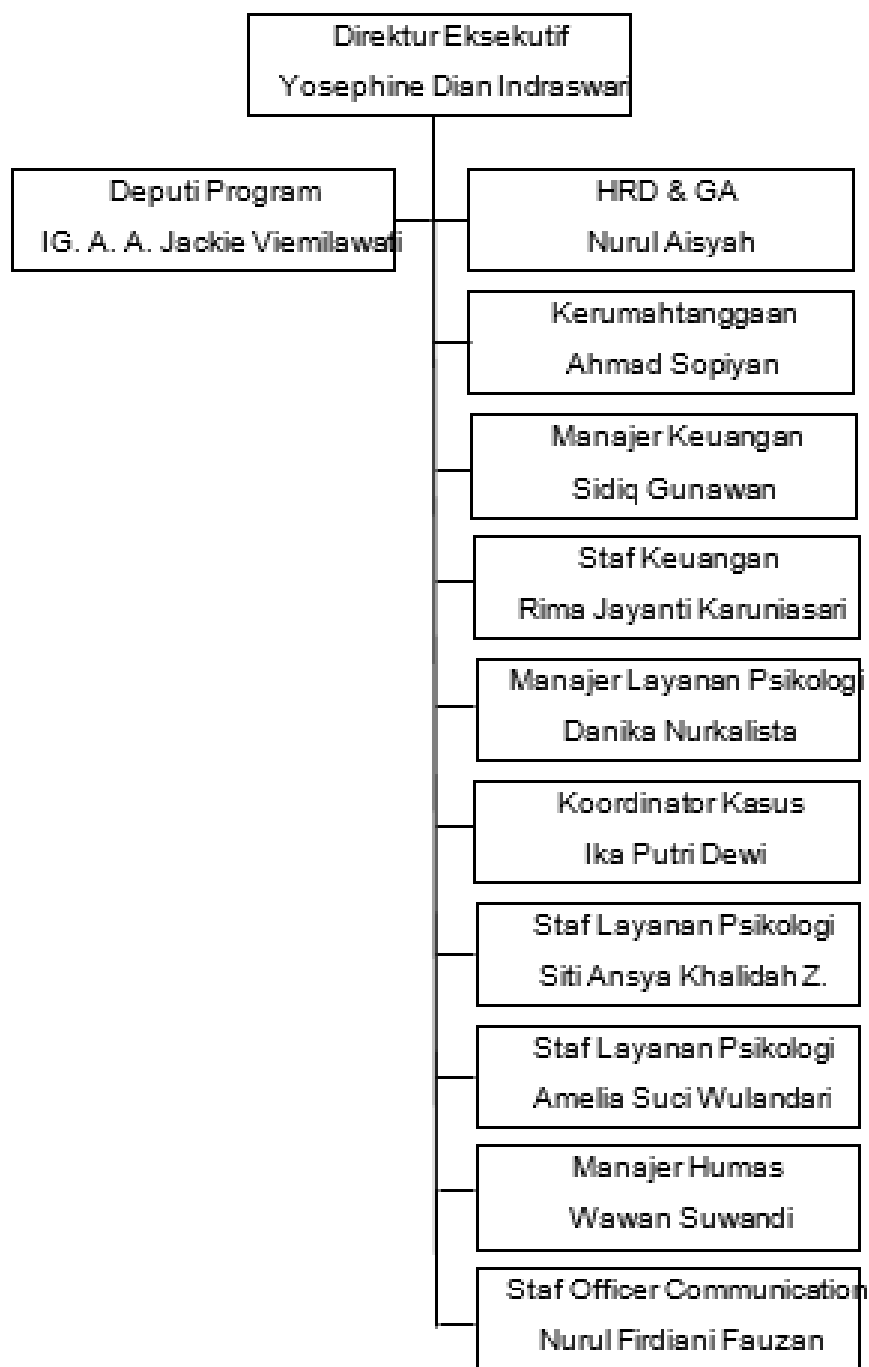 Direktur Eksekutif
Yosephine Dian Indraswari
Deputi Program
IG. A. A. Jackie Viemilawati
HRD & GA
Nurul Aisyah
Kerumahtanggaan
Ahmad Sopiyan
Manajer Keuangan
Sidiq Gunawan
Staf Keuangan
Rima Jayanti Karuniasari
Manajer Layanan Psikologi
Danika Nurkalista
Koordinator Kasus
Ika Putri Dewi
Staf Layanan Psikologi
Siti Ansya Khalidah Z.
Staf Layanan Psikologi
Amelia Suci Wulandari
Manajer Humas
Wawan Suwandi
Staf Officer Communication
Nurul Firdiani Fauzan